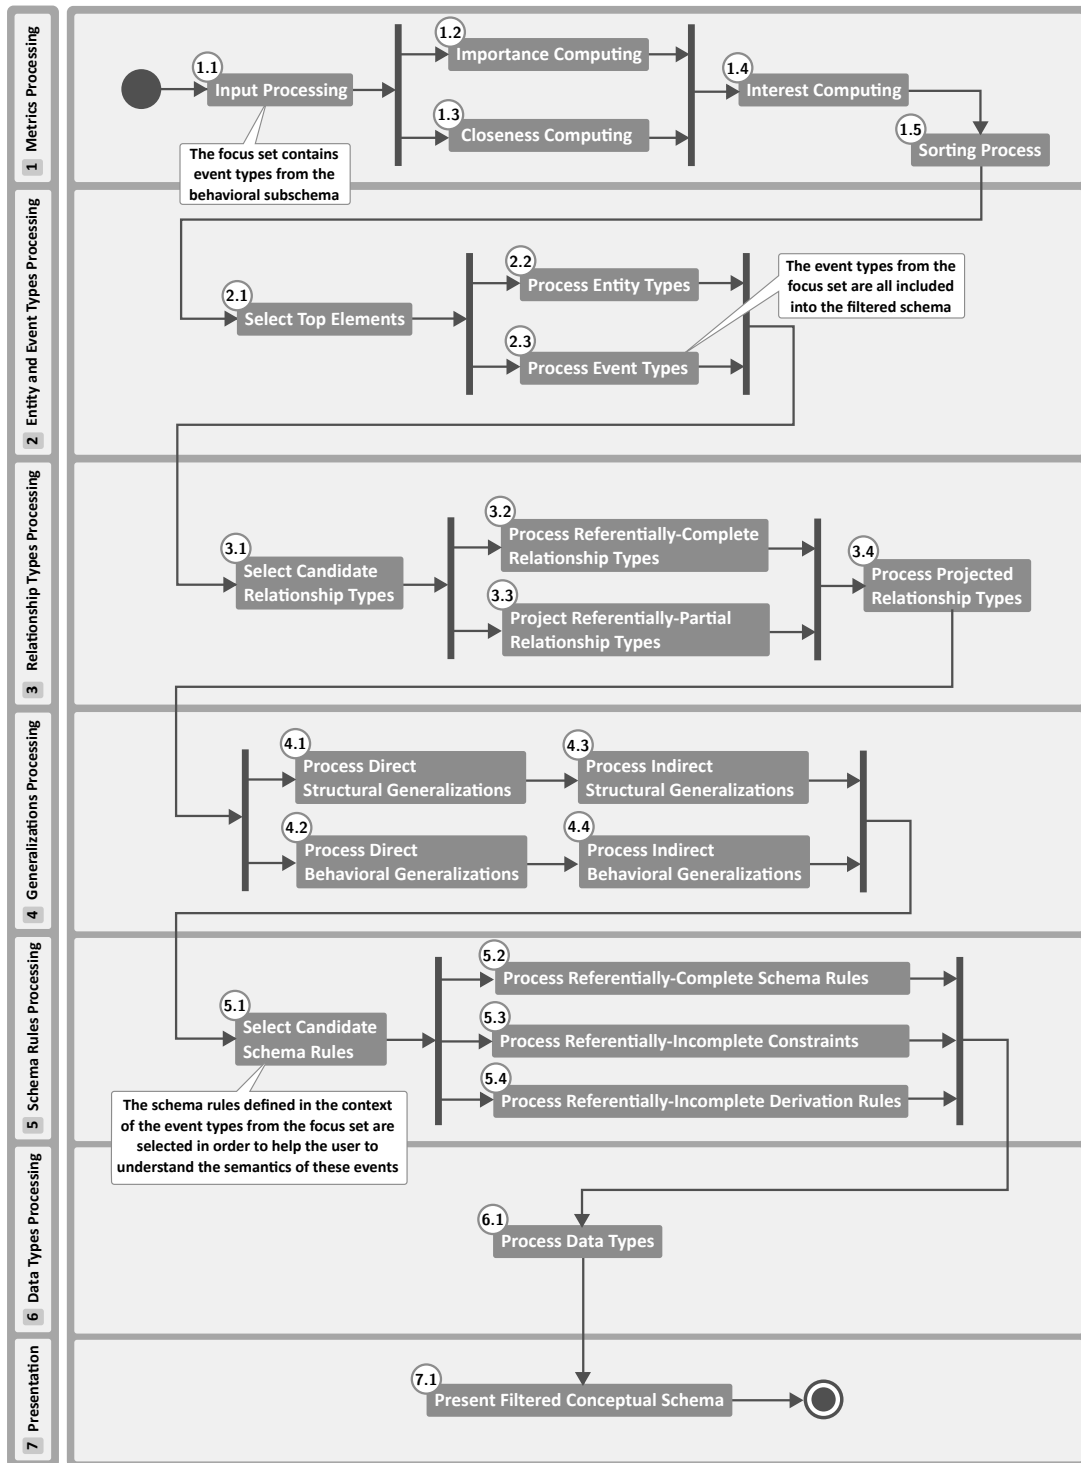 1 Metrics Processing
1.1
Input Processing
The focus set contains
event types from the
behavioral subschema
1.2
Importance Computing
1.3
Closeness Computing
1.4
Interest Computing
1.5
Sorting Process
2 Entity and Event Types Processing
2.1
Select Top Elements
2.2
Process Entity Types
2.3
Process Event Types
The event types from the
focus set are all included
into the filtered schema
3 Relationship Types Processing
3.1
Select Candidate
Relationship Types
3.2
Process Referentially-Complete
Relationship Types
3.3
Project Referentially-Partial
Relationship Types
3.4
Process Projected
Relationship Types
4 Generalizations Processing
4.1
Process Direct
Structural Generalizations
4.2
Process Direct
Behavioral Generalizations
4.3
Process Indirect
Structural Generalizations
4.4
Process Indirect
Behavioral Generalizations
5 Schema Rules Processing
5.1
Select Candidate
Schema Rules
The schema rules defined in the context
of the event types from the focus set are
selected in order to help the user to
understand the semantics of these events
5.2
Process Referentially-Complete Schema Rules
5.3
Process Referentially-Incomplete Constraints
5.4
Process Referentially-Incomplete Derivation Rules
6 Data Types Processing
6.1
Process Data Types
7 Presentation
7.1
Present Filtered Conceptual Schema